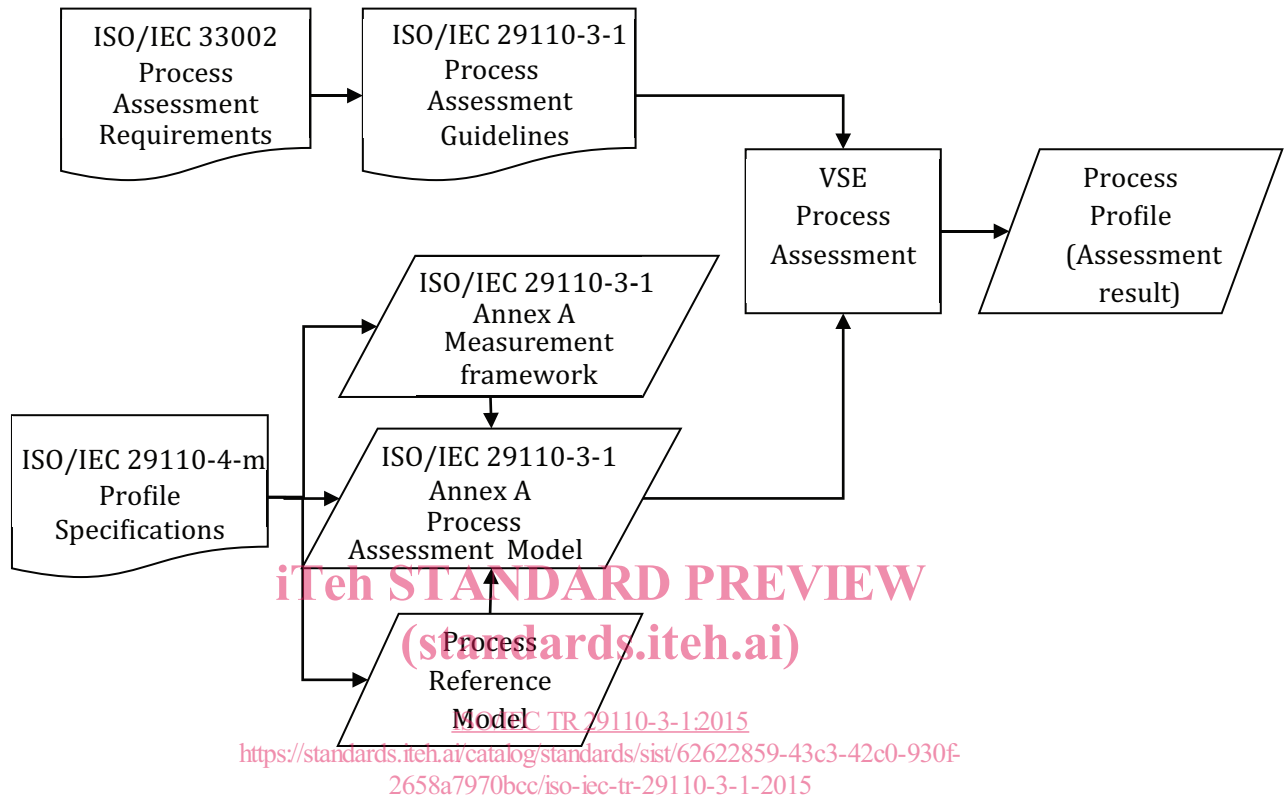 ISO/IEC 33002
Process
Assessment
Requirements
ISO/IEC 29110-3-1
Process
Assessment
Guidelines
VSE
Process
Assessment
Process
Profile
(Assessment
result)
ISO/IEC 29110-3-1
Annex A
Measurement
framework
ISO/IEC 29110-4-m
Profile
Specifications
ISO/IEC 29110-3-1
Annex A
Process
Assessment Model
iTeh STANDARD PREVIEW
(standards.iteh.ai)
Process
Reference
Model
ISO/IEC TR 29110-3-1:2015
https://standards.iteh.ai/catalog/standards/sist/62622859-43c3-42c0-930f-
2658a7970bcc/iso-iec-tr-29110-3-1-2015